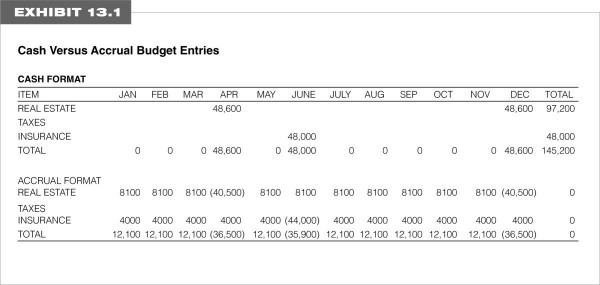 EXHIBIT 13.1
Cash Versus Accrual Budget Entries
CASH FORMAT
ITEM JAN FEB MAR APR MAY JUNE JULY AUG SEP OCT NOV DEC TOTAL
REAL ESTATE 48,600 48,600 97,200
TAXES
INSURANCE 48,000 48,000
TOTAL 0 0 0 48,600 0 48,000 0 0 0 0 0 48,600 145,200
ACCRUAL FORMAT
REAL ESTATE 8100 8100 8100 (40,500) 8100 8100 8100 8100 8100 8100 8100 (40,500) 0
TAXES
INSURANCE 4000 4000 4000 4000 4000 (44,000) 4000 4000 4000 4000 4000 4000 0
TOTAL 12,100 12,100 12,100 (36,500) 12,100 (35,900) 12,100 12,100 12,100 12,100 12,100 (36,500) 0